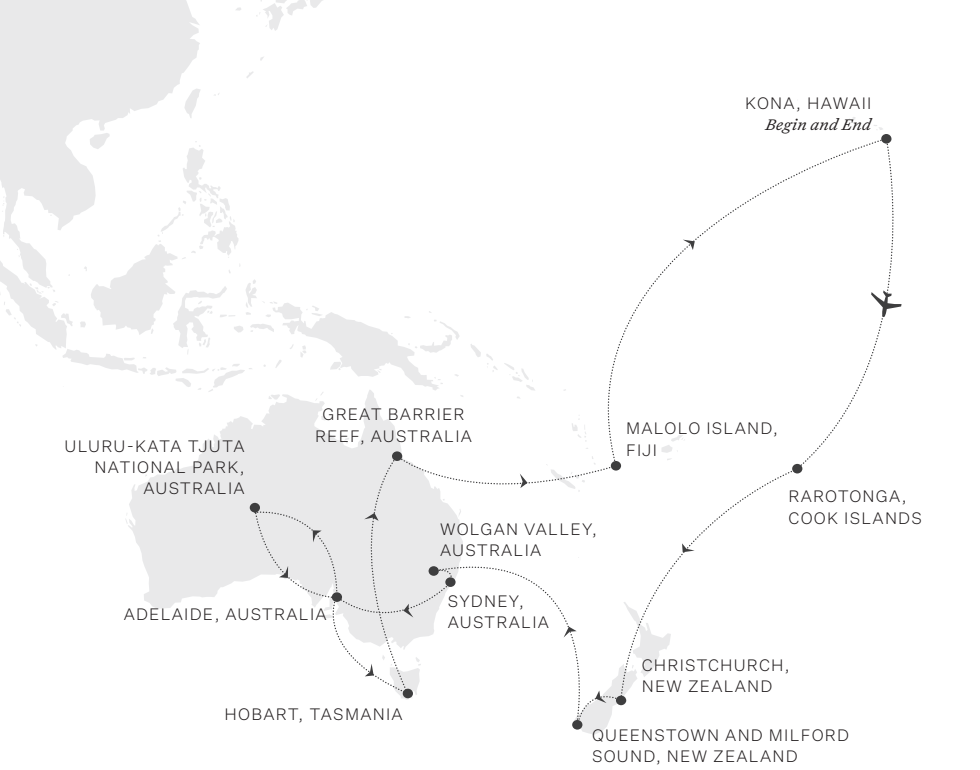 KONA, HAWAII
Begin and End
GREAT BARRIER
REEF, AUSTRALIA
MALOLO ISLAND,
FIJI
ULURU-KATA TJUTA
NATIONAL PARK,
AUSTRALIA
RAROTONGA,
COOK ISLANDS
WOLGAN VALLEY,
AUSTRALIA
SYDNEY,
AUSTRALIA
ADELAIDE, AUSTRALIA
CHRISTCHURCH,
NEW ZEALAND
HOBART, TASMANIA
QUEENSTOWN AND MILFORD
SOUND, NEW ZEALAND